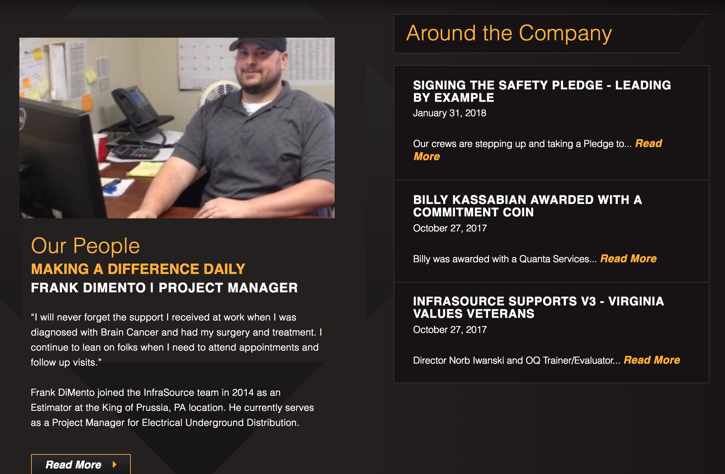 Our People
MAKING A DIFFERENCE DAILY
FRANK DIMENTO | PROJECT MANAGER
"I will never forget the support I received at work when I was
diagnosed with Brain Cancer and had my surgery and treatment. I
continue to lean on folks when I need to attend appointments and
follow up visits."
Frank DiMento joined the InfraSource team in 2014 as an
Estimator at the King of Prussia, PA location. He currently serves
as a Project Manager for Electrical Underground Distribution.
Read More
Around the Company
SIGNING THE SAFETY PLEDGE - LEADING
BY EXAMPLE
January 31, 2018
Our crews are stepping up and taking a Pledge to... Read
More
BILLY KASSABIAN AWARDED WITH A
COMMITMENT COIN
October 27, 2017
Billy was awarded with a Quanta Services... Read More
INFRASOURCE SUPPORTS V3 - VIRGINIA
VALUES VETERANS
October 27, 2017
Director Norb Iwanski and OQ Trainer/Evaluator... Read More